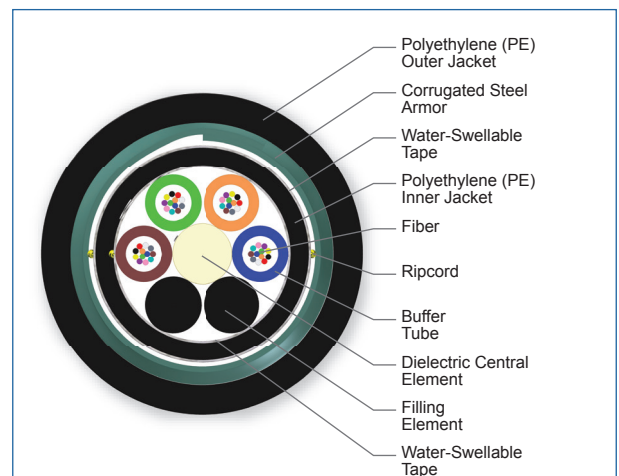 Polyethylene (PE)
Outer Jacket
Corrugated Steel
Armor
Water-Swellable
Tape
Polyethylene (PE)
Inner Jacket
Fiber
Ripcord
Buffer
Tube
Dielectric Central
Element
Filling
Element
Water-Swellable
Tape